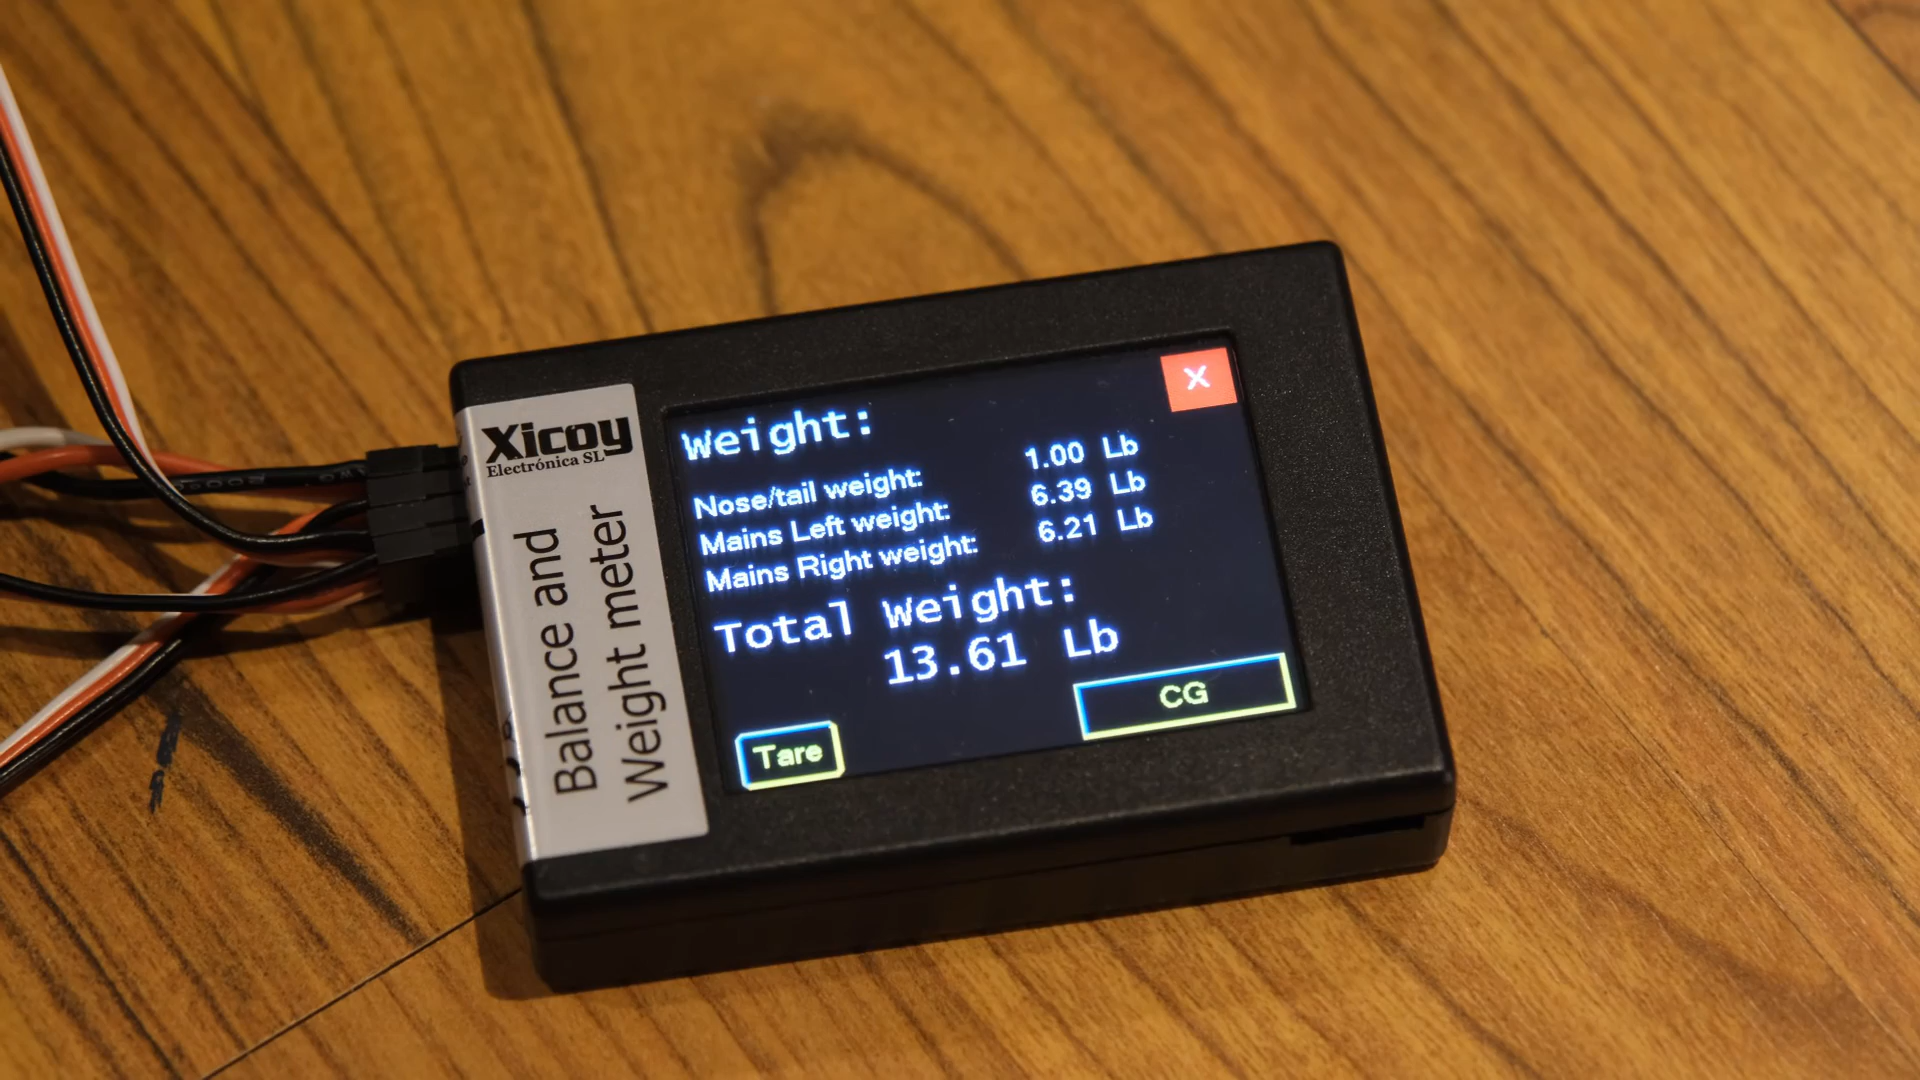 Xicoy
Electrónica SL
Balance and
Weight meter
X
Weight:
Nose/tail weight: 1.00 Lb
Mains Left weight: 6.39 Lb
Mains Right weight: 6.21 Lb
Total Weight:
13.61 Lb
Tare
CG